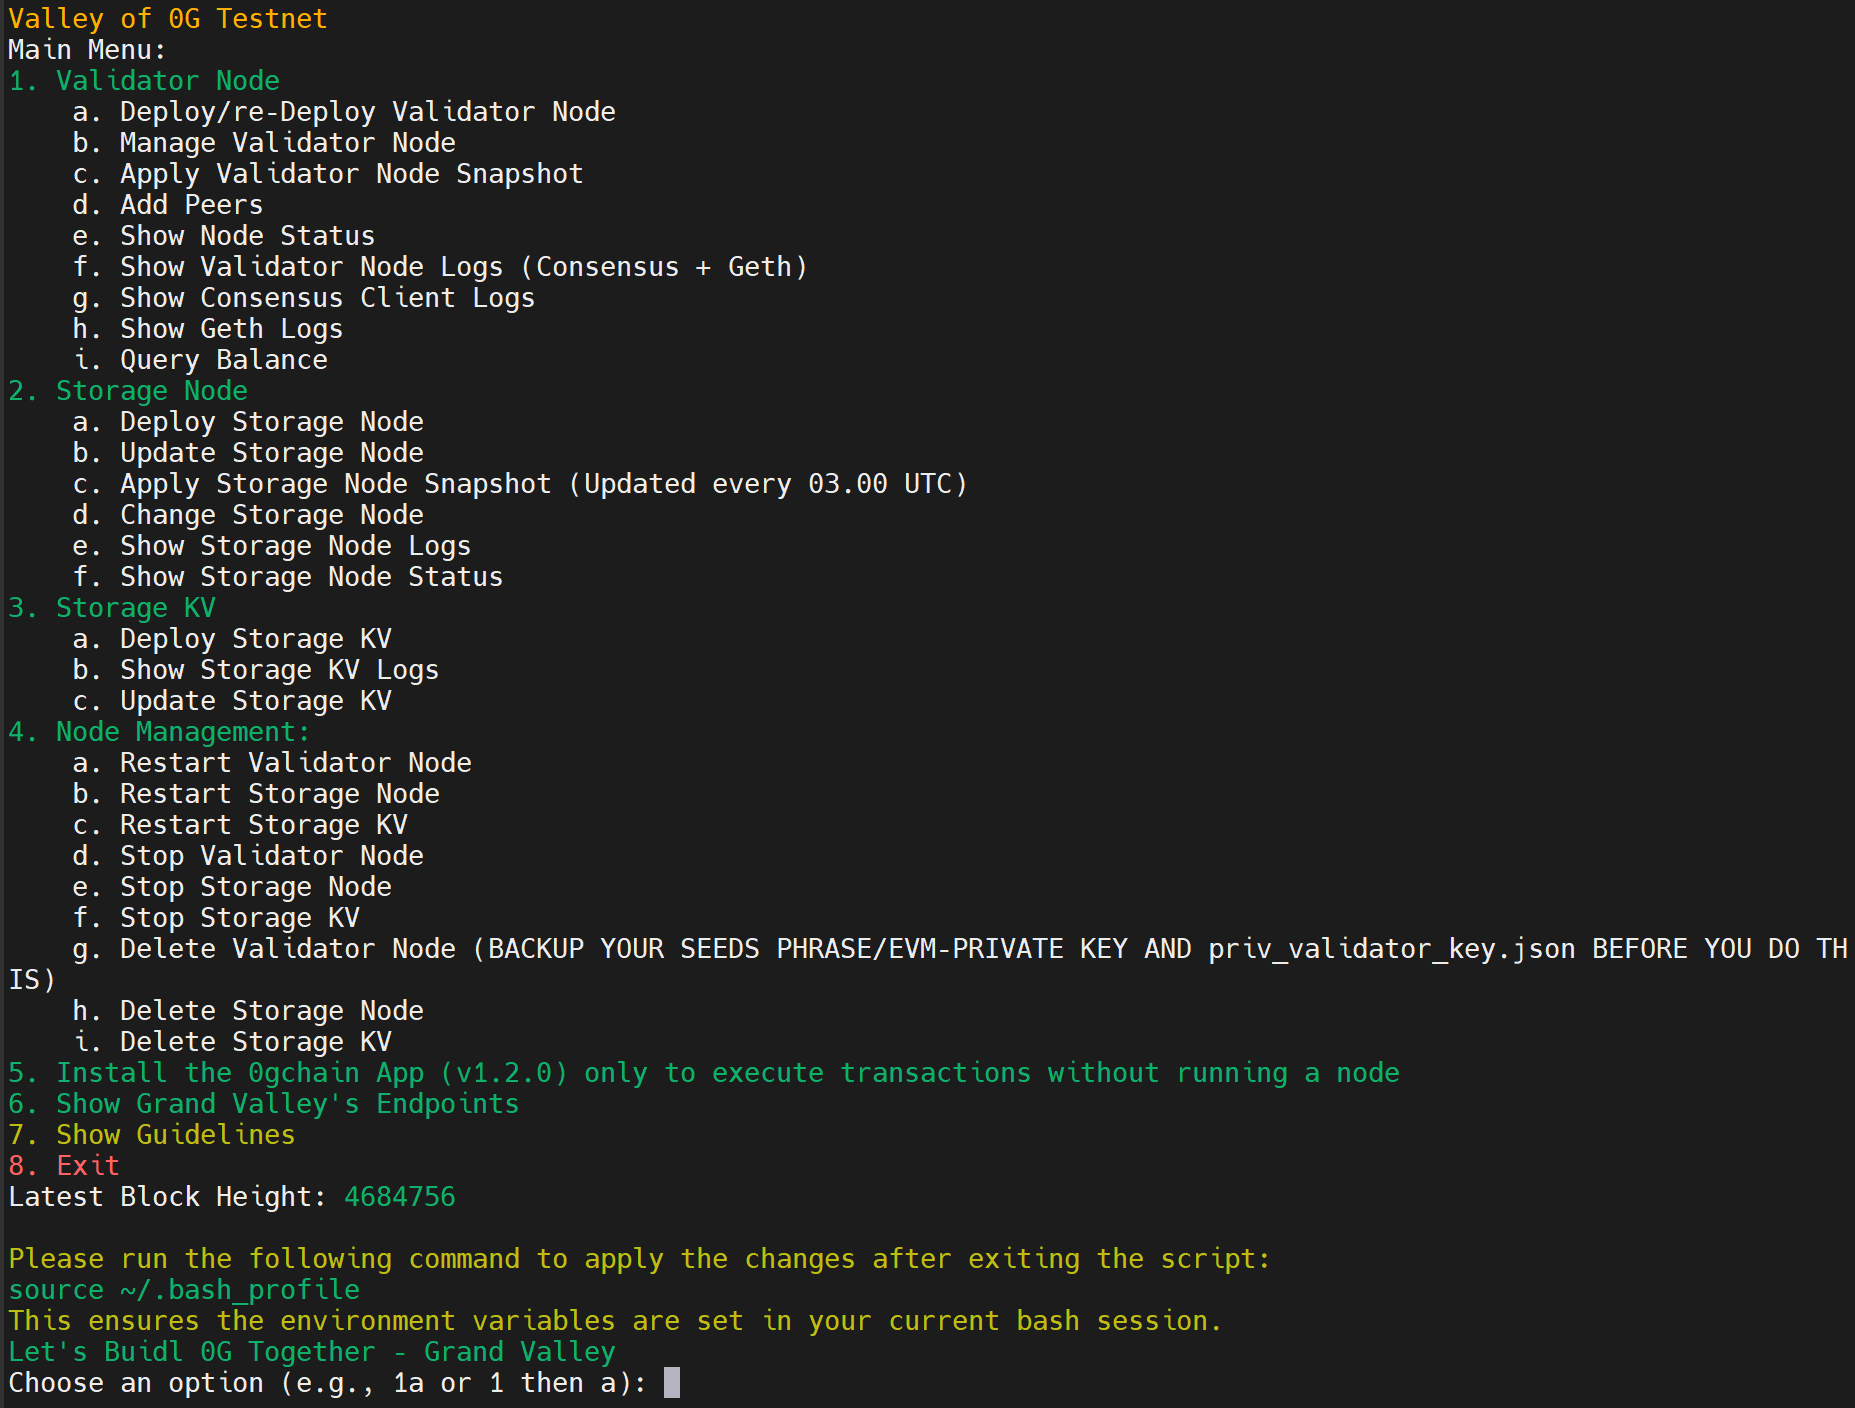 Valley of 0G Testnet
Main Menu:
1. Validator Node
    a. Deploy/re-Deploy Validator Node
    b. Manage Validator Node
    c. Apply Validator Node Snapshot
    d. Add Peers
    e. Show Node Status
    f. Show Validator Node Logs (Consensus + Geth)
    g. Show Consensus Client Logs
    h. Show Geth Logs
    i. Query Balance
2. Storage Node
    a. Deploy Storage Node
    b. Update Storage Node
    c. Apply Storage Node Snapshot (Updated every 03.00 UTC)
    d. Change Storage Node
    e. Show Storage Node Logs
    f. Show Storage Node Status
3. Storage KV
    a. Deploy Storage KV
    b. Show Storage KV Logs
    c. Update Storage KV
4. Node Management:
    a. Restart Validator Node
    b. Restart Storage Node
    c. Restart Storage KV
    d. Stop Validator Node
    e. Stop Storage Node
    f. Stop Storage KV
    g. Delete Validator Node (BACKUP YOUR SEEDS PHRASE/EVM-PRIVATE KEY AND priv_validator_key.json BEFORE YOU DO TH
IS)
    h. Delete Storage Node
    i. Delete Storage KV
5. Install the 0gchain App (v1.2.0) only to execute transactions without running a node
6. Show Grand Valley's Endpoints
7. Show Guidelines
8. Exit
Latest Block Height: 4684756

Please run the following command to apply the changes after exiting the script:
source ~/.bash_profile
This ensures the environment variables are set in your current bash session.
Let's Buidl 0G Together - Grand Valley
Choose an option (e.g., 1a or 1 then a):